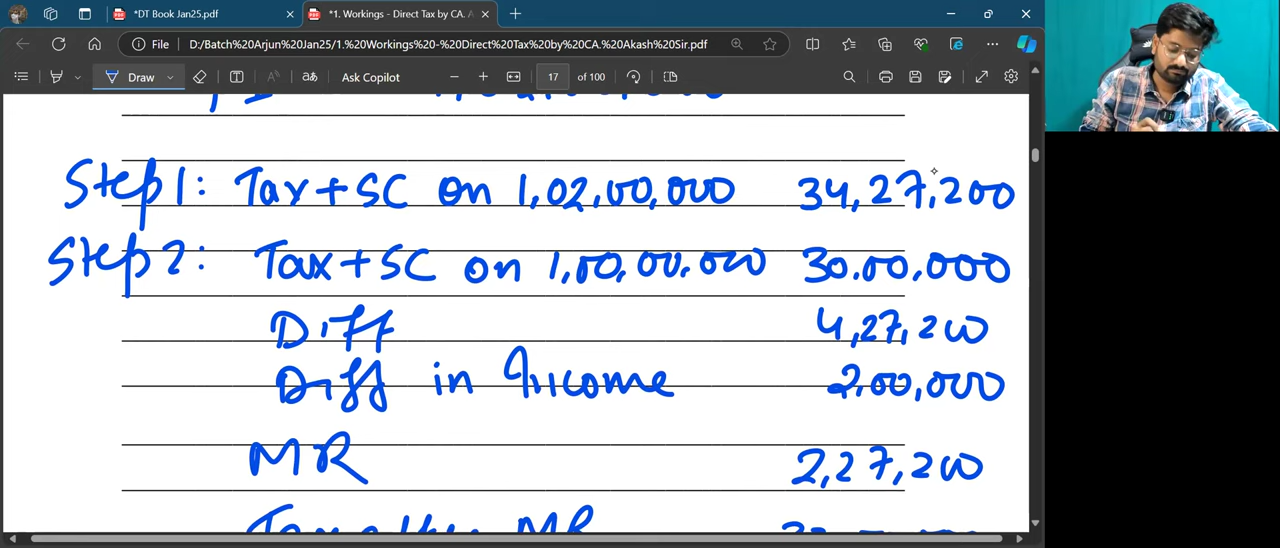 *DT Book Jan25.pdf
*1. Workings - Direct Tax by CA. A
File D:/Batch%20Arjun%20Jan25/1.%20Workings%20-%20Direct%20Tax%20by%20CA.%20Akash%20Sir.pdf
Draw aあ Ask Copilot 17 of 100
Step 1: Tax + SC on 1,02,00,000 34,27,200
Step 2: Tax + SC on 1,00,00,000 30,00,000
Diff 4,27,200
Diff in Income 2,00,000
MR 2,27,200